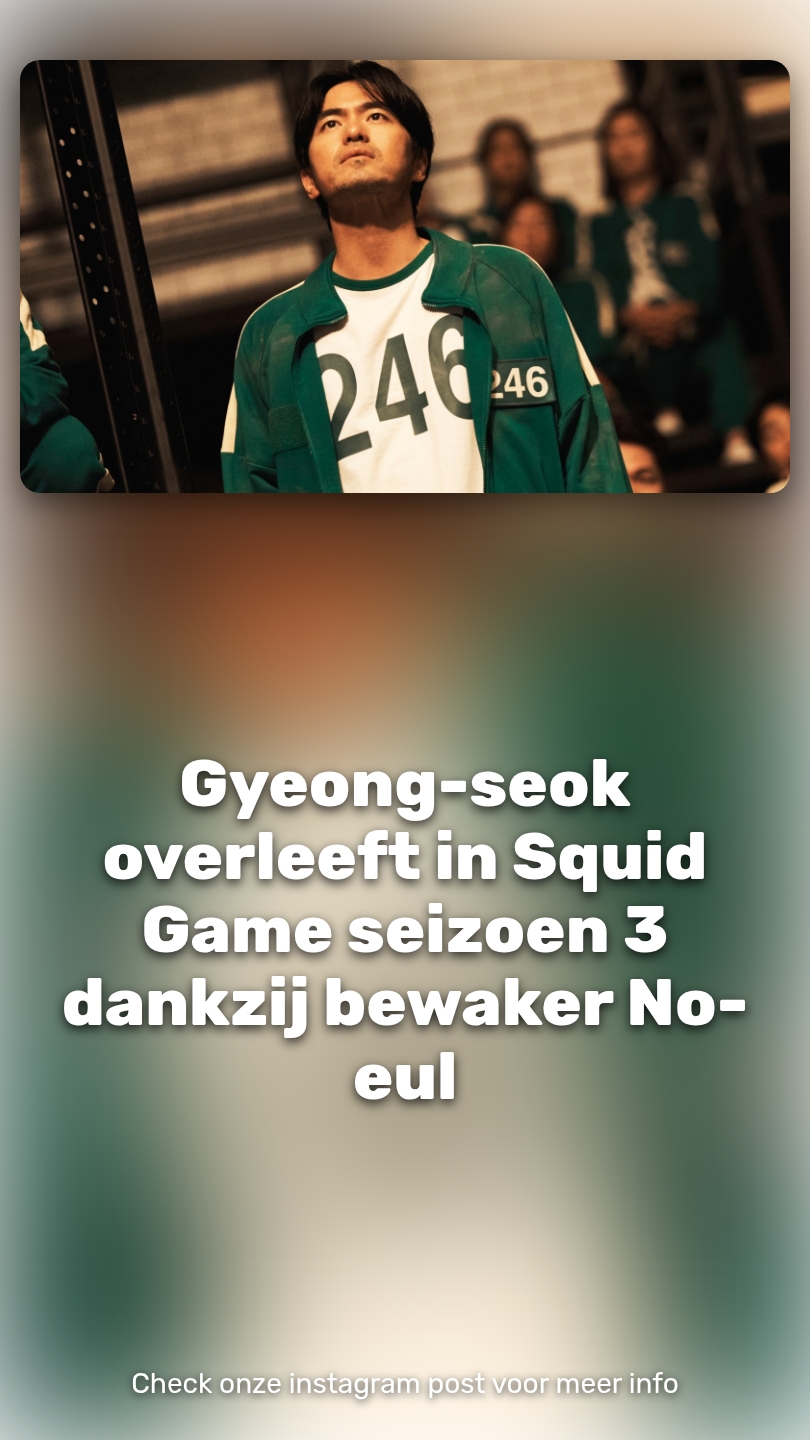 246
246
Gyeong-seok
overleeft in Squid
Game seizoen 3
dankzij bewaker No-
eul
Check onze instagram post voor meer info